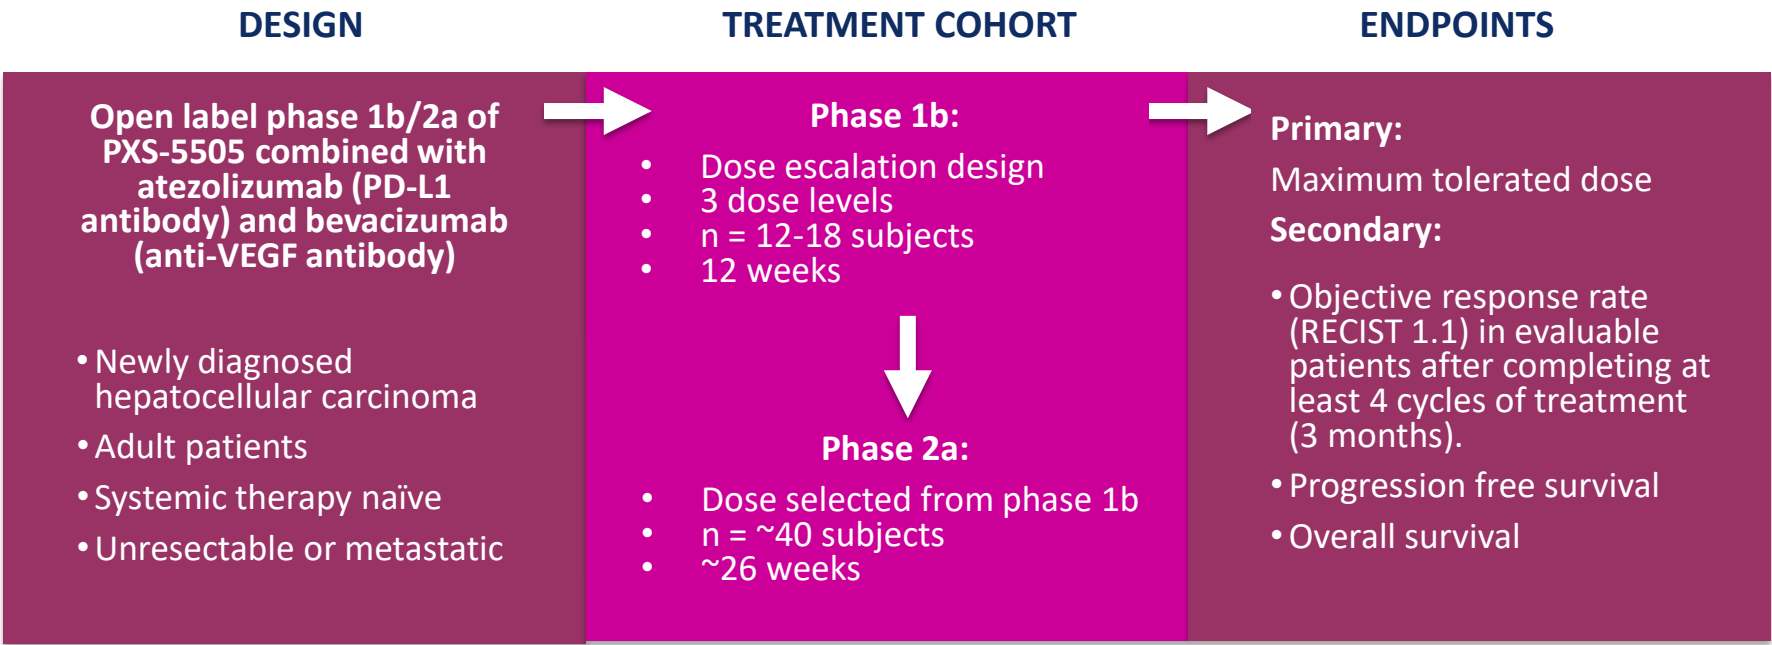 DESIGN
TREATMENT COHORT
ENDPOINTS
Open label phase 1b/2a of
PXS-5505 combined with
atezolizumab (PD-L1
antibody) and bevacizumab
(anti-VEGF antibody)
• Newly diagnosed
hepatocellular carcinoma
• Adult patients
• Systemic therapy naïve
• Unresectable or metastatic
Phase 1b:
• Dose escalation design
• 3 dose levels
• n = 12-18 subjects
• 12 weeks
Phase 2a:
• Dose selected from phase 1b
• n = ~40 subjects
• ~26 weeks
Primary:
Maximum tolerated dose
Secondary:
• Objective response rate
(RECIST 1.1) in evaluable
patients after completing at
least 4 cycles of treatment
(3 months).
• Progression free survival
• Overall survival